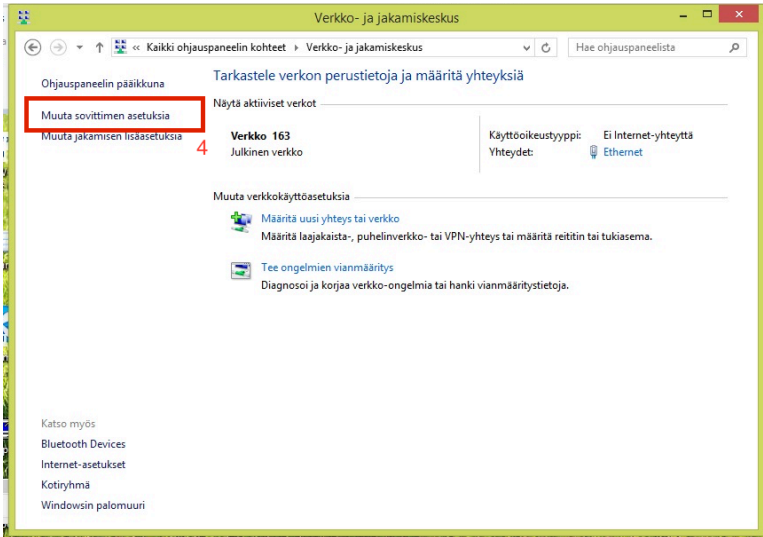 Verkko- ja jakamiskeskus
« Kaikki ohjauspaneelin kohteet ▸ Verkko- ja jakamiskeskus
Hae ohjauspaneelista
Ohjauspaneelin pääikkuna
Muuta sovittimen asetuksia
Muuta jakamisen lisäasetuksia
4
Tarkastele verkon perustietoja ja määritä yhteyksiä
Näytä aktiiviset verkot
Verkko 163
Julkinen verkko
Käyttöoikeustyyppi: Ei Internet-yhteyttä
Yhteydet: Ethernet
Muuta verkkokäyttöasetuksia
Määritä uusi yhteys tai verkko
Määritä laajakaista-, puhelinverkko- tai VPN-yhteys tai määritä reititin tai tukiasema.
Tee ongelmien vianmääritys
Diagnosoi ja korjaa verkko-ongelmia tai hanki vianmääritystietoja.
Katso myös
Bluetooth Devices
Internet-asetukset
Kotiryhmä
Windowsin palomuuri